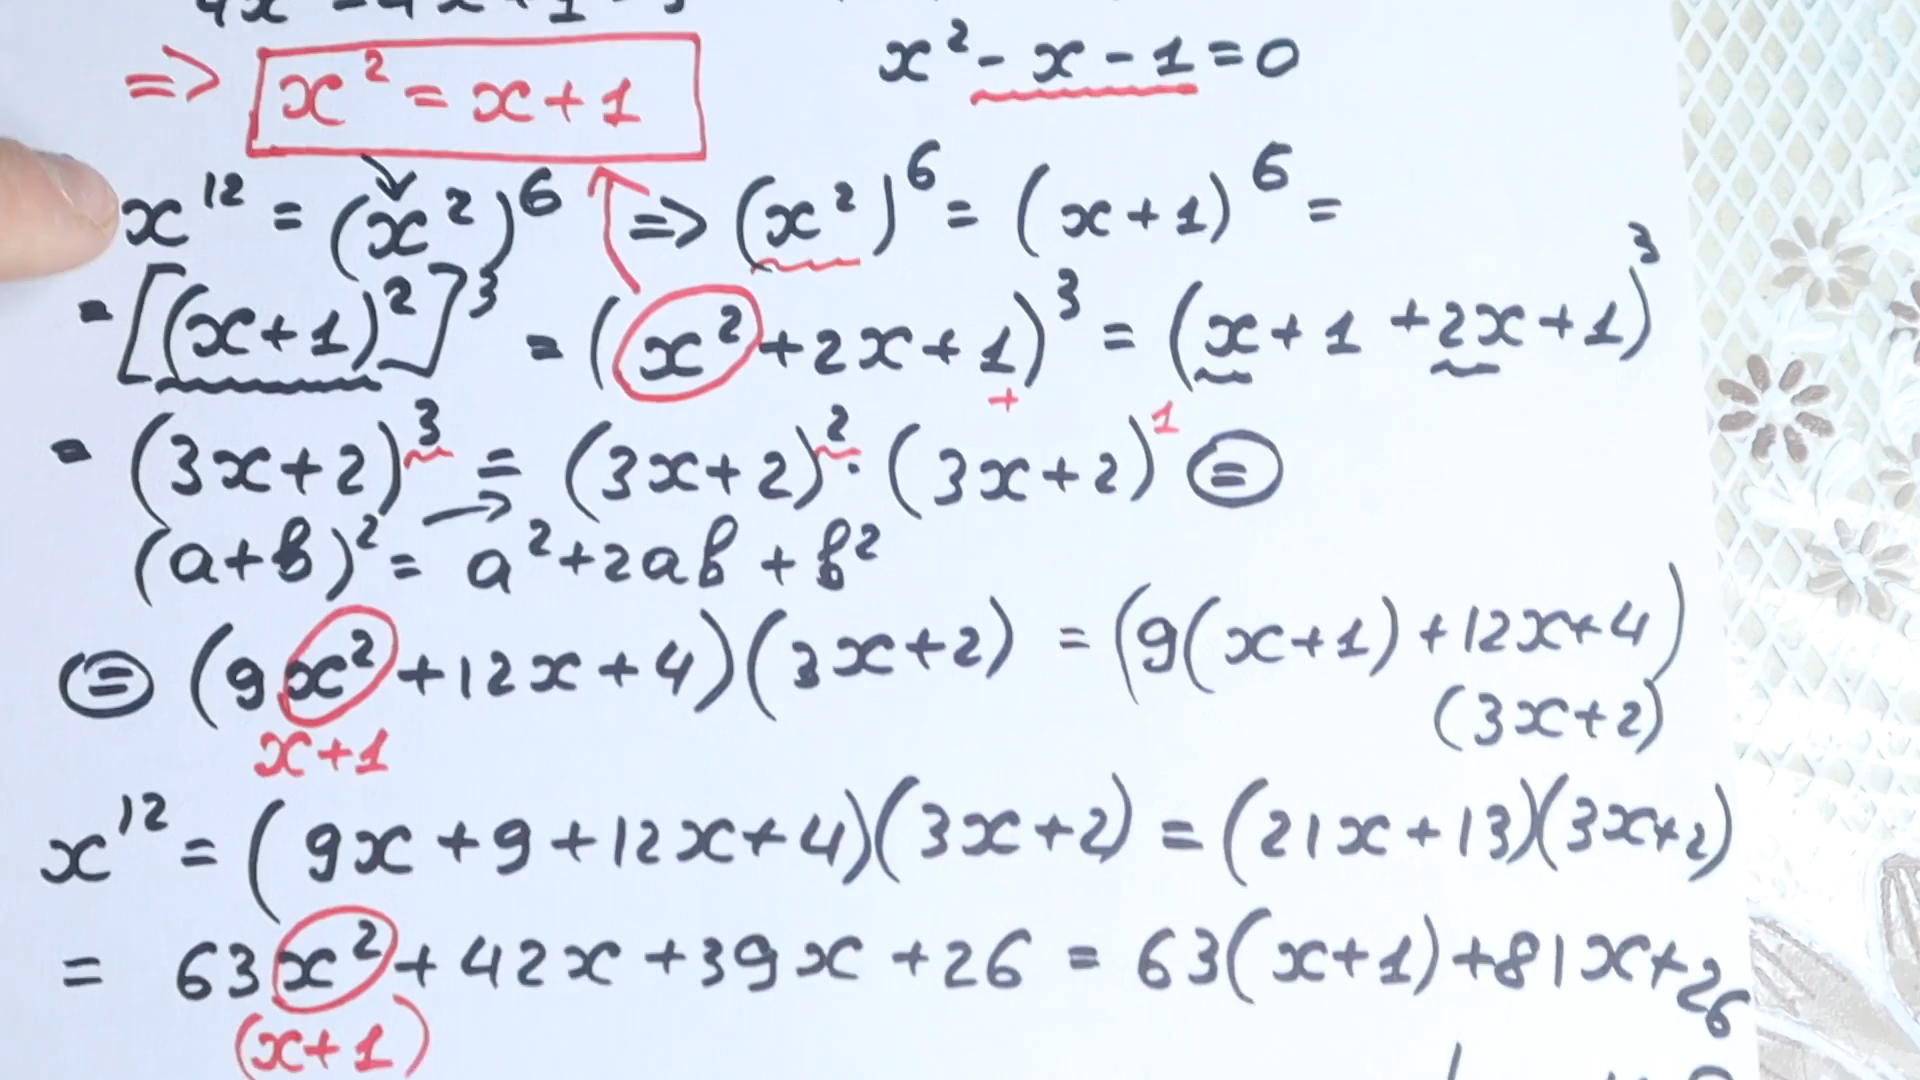 => x² = x+1
x² - x - 1 = 0
x¹² = (x²)⁶ => (x²)⁶ = (x+1)⁶ =
= [(x+1)²]³ = (x²+2x+1)³ = (x+1+2x+1)³
+
= (3x+2)³ = (3x+2)² · (3x+2)¹ =
(a+b)² = a²+2ab+b²
= (9x²+12x+4)(3x+2) = (9(x+1)+12x+4)
(3x+2)
x+1
x¹² = (9x+9+12x+4)(3x+2) = (21x+13)(3x+2)
= 63x²+42x+39x+26 = 63(x+1)+81x+26
(x+1)